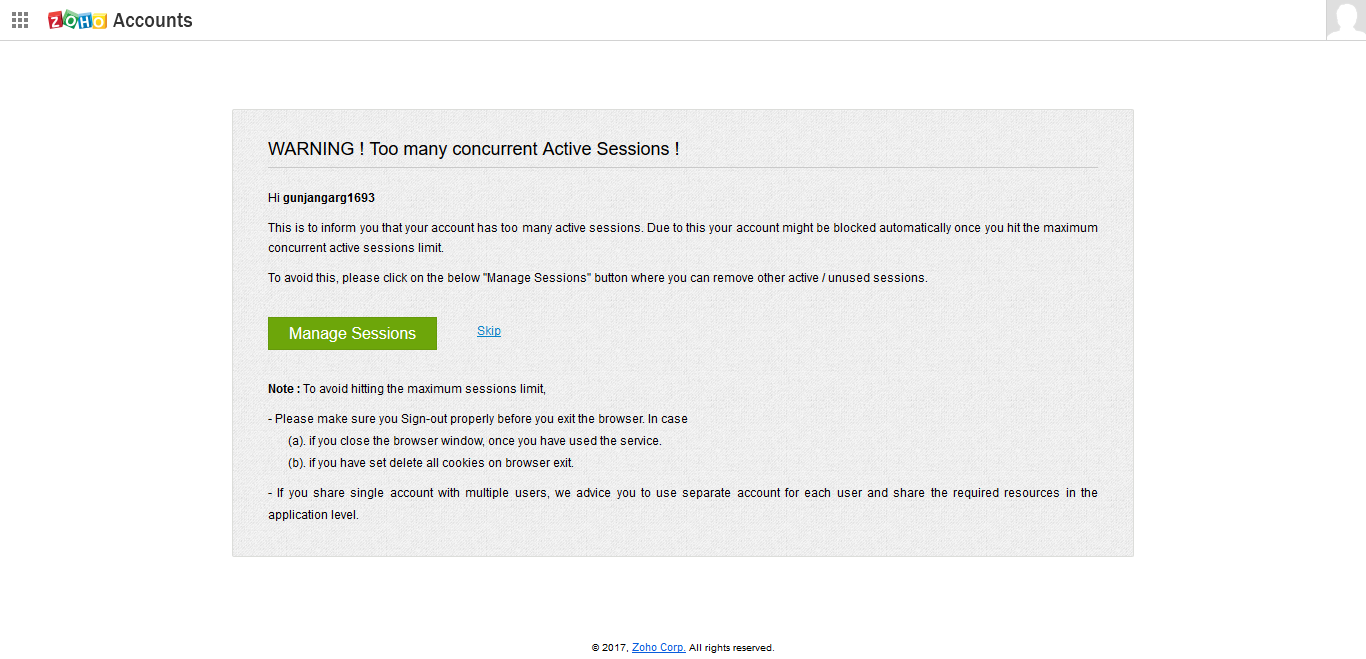 ZOHO Accounts
WARNING ! Too many concurrent Active Sessions !
Hi gunjangarg1693
This is to inform you that your account has too many active sessions. Due to this your account might be blocked automatically once you hit the maximum
concurrent active sessions limit.
To avoid this, please click on the below "Manage Sessions" button where you can remove other active / unused sessions.
Manage Sessions Skip
Note : To avoid hitting the maximum sessions limit,
- Please make sure you Sign-out properly before you exit the browser. In case
(a). if you close the browser window, once you have used the service.
(b). if you have set delete all cookies on browser exit.
- If you share single account with multiple users, we advice you to use separate account for each user and share the required resources in the
application level.
© 2017, Zoho Corp. All rights reserved.